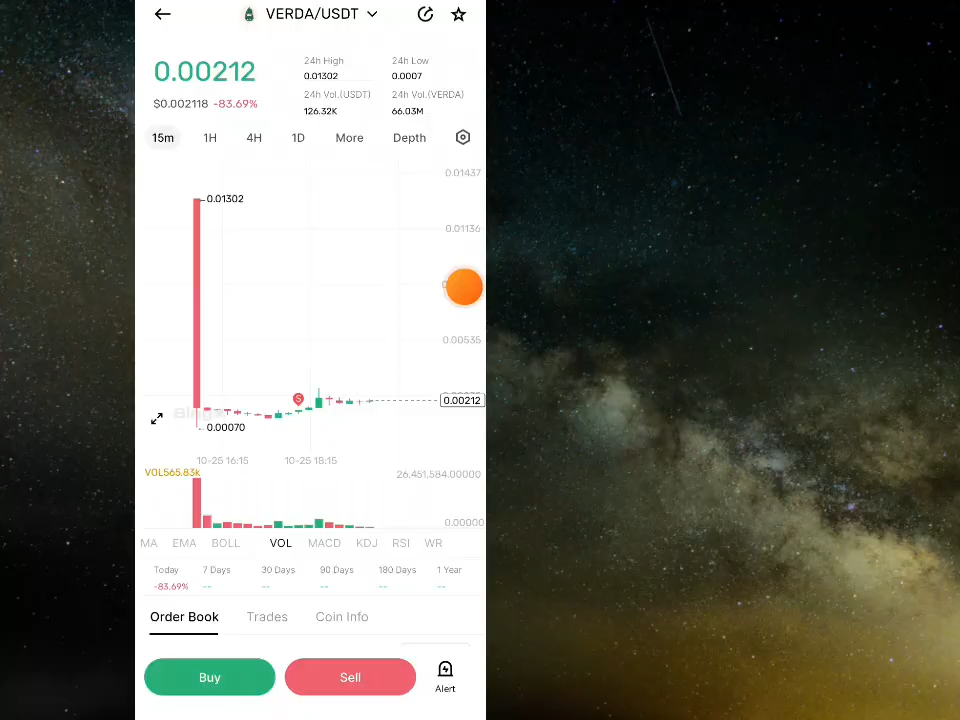 VERDA/USDT
0.00212
$0.002118 -83.69%
24h High
0.01302
24h Low
0.0007
24h Vol.(USDT)
126.32K
24h Vol.(VERDA)
66.03M
15m 1H 4H 1D More Depth
0.01437
0.01302
0.01136
0.00535
S
0.00212
0.00070
10-25 16:15 10-25 18:15
VOL565.83k
26,451,584.00000
0.00000
MA EMA BOLL VOL MACD KDJ RSI WR
Today 7 Days 30 Days 90 Days 180 Days 1 Year
-83.69% -- -- -- -- --
Order Book Trades Coin Info
Buy Sell Alert